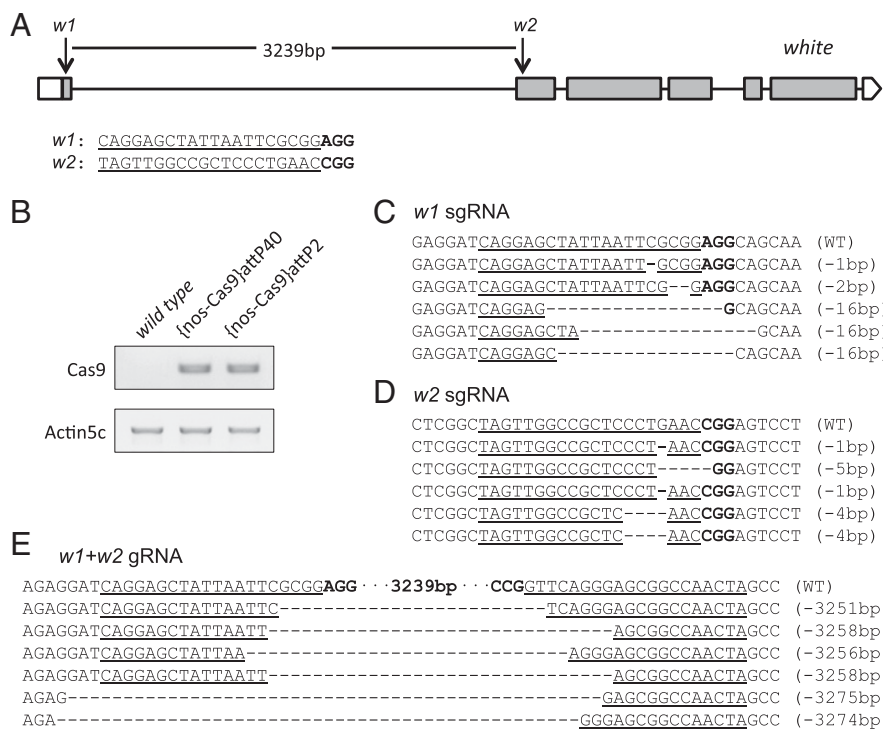 A
w1
w2
3239bp
white
w1: CAGGAGCTATTAATTCGCGGAGG
w2: TAGTTGGCCGCTCCCTGAACCGG
B
wild type
{nos-Cas9}attP40
{nos-Cas9}attP2
Cas9
Actin5c
C
w1 sgRNA
GAGGATCAGGAGCTATTAATTCGCGGAGGCAGCAA (WT)
GAGGATCAGGAGCTATTAATT-GCGGAGGCAGCAA (-1bp)
GAGGATCAGGAGCTATTAATTCG--GAGGCAGCAA (-2bp)
GAGGATCAGGAG----------------GCAGCAA (-16bp)
GAGGATCAGGAGCTA----------------GCAA (-16bp)
GAGGATCAGGAGC----------------CAGCAA (-16bp)
D
w2 sgRNA
CTCGGCTAGTTGGCCGCTCCCTGAACCGGAGTCCT (WT)
CTCGGCTAGTTGGCCGCTCCCT-AACCGGAGTCCT (-1bp)
CTCGGCTAGTTGGCCGCTCCCT-----GGAGTCCT (-5bp)
CTCGGCTAGTTGGCCGCTCCCT-AACCGGAGTCCT (-1bp)
CTCGGCTAGTTGGCCGCTC----AACCGGAGTCCT (-4bp)
CTCGGCTAGTTGGCCGCTC----AACCGGAGTCCT (-4bp)
E
w1+w2 gRNA
AGAGGATCAGGAGCTATTAATTCGCGGAGG···3239bp···CCGGTTCAGGGAGCGGCCAACTAGCC (WT)
AGAGGATCAGGAGCTATTAATTC------------------------TCAGGGAGCGGCCAACTAGCC (-3251bp
AGAGGATCAGGAGCTATTAATT-------------------------------AGCGGCCAACTAGCC (-3258bp
AGAGGATCAGGAGCTATTAA-----------------------------AGGGAGCGGCCAACTAGCC (-3256bp
AGAGGATCAGGAGCTATTAATT-------------------------------AGCGGCCAACTAGCC (-3258bp
AGAG------------------------------------------------GAGCGGCCAACTAGCC (-3275bp
AGA-----------------------------------------------GGGAGCGGCCAACTAGCC (-3274bp